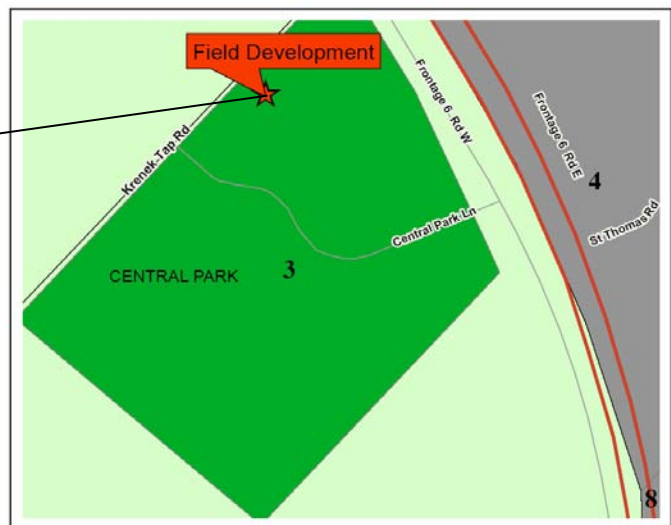 Field Development
Krenek-Tap Rd
Frontage 6 Rd W
Frontage 6 Rd E
4
St Thomas Rd
Central Park Ln
CENTRAL PARK
3
8